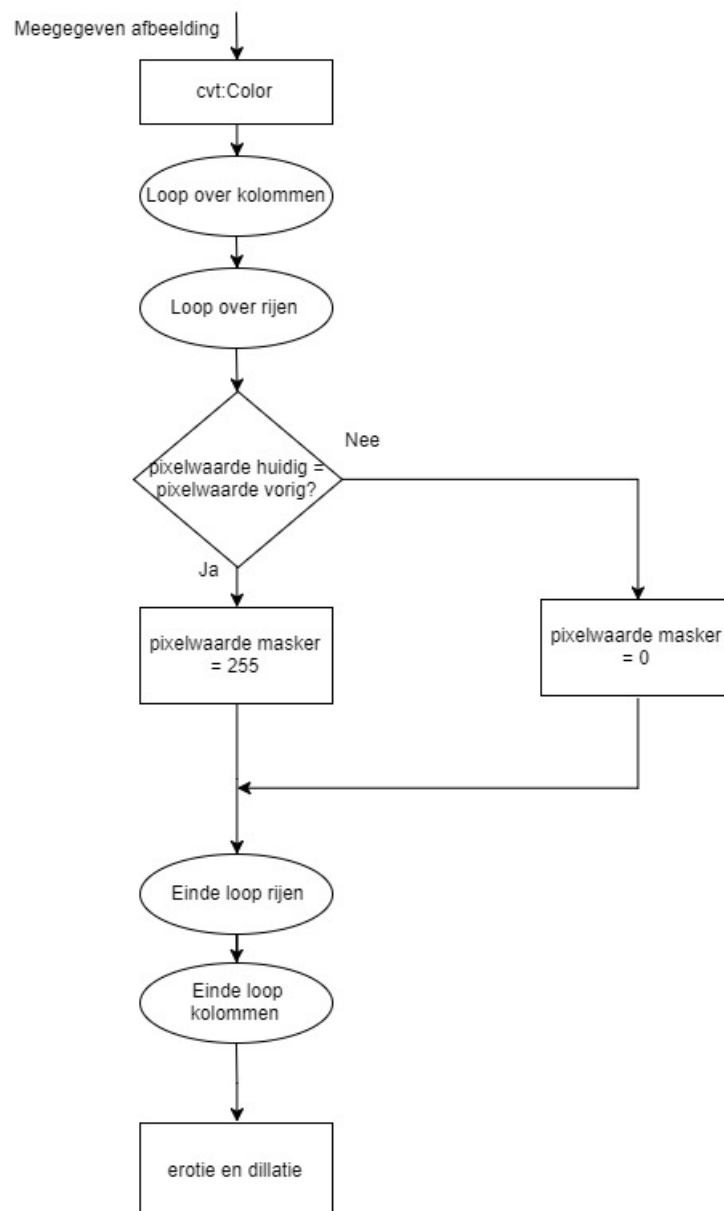 Meegegeven afbeelding
cvt:Color
Loop over kolommen
Loop over rijen
pixelwaarde huidig =
pixelwaarde vorig?
Nee
Ja
pixelwaarde masker
= 255
pixelwaarde masker
= 0
Einde loop rijen
Einde loop
kolommen
erotie en dillatie